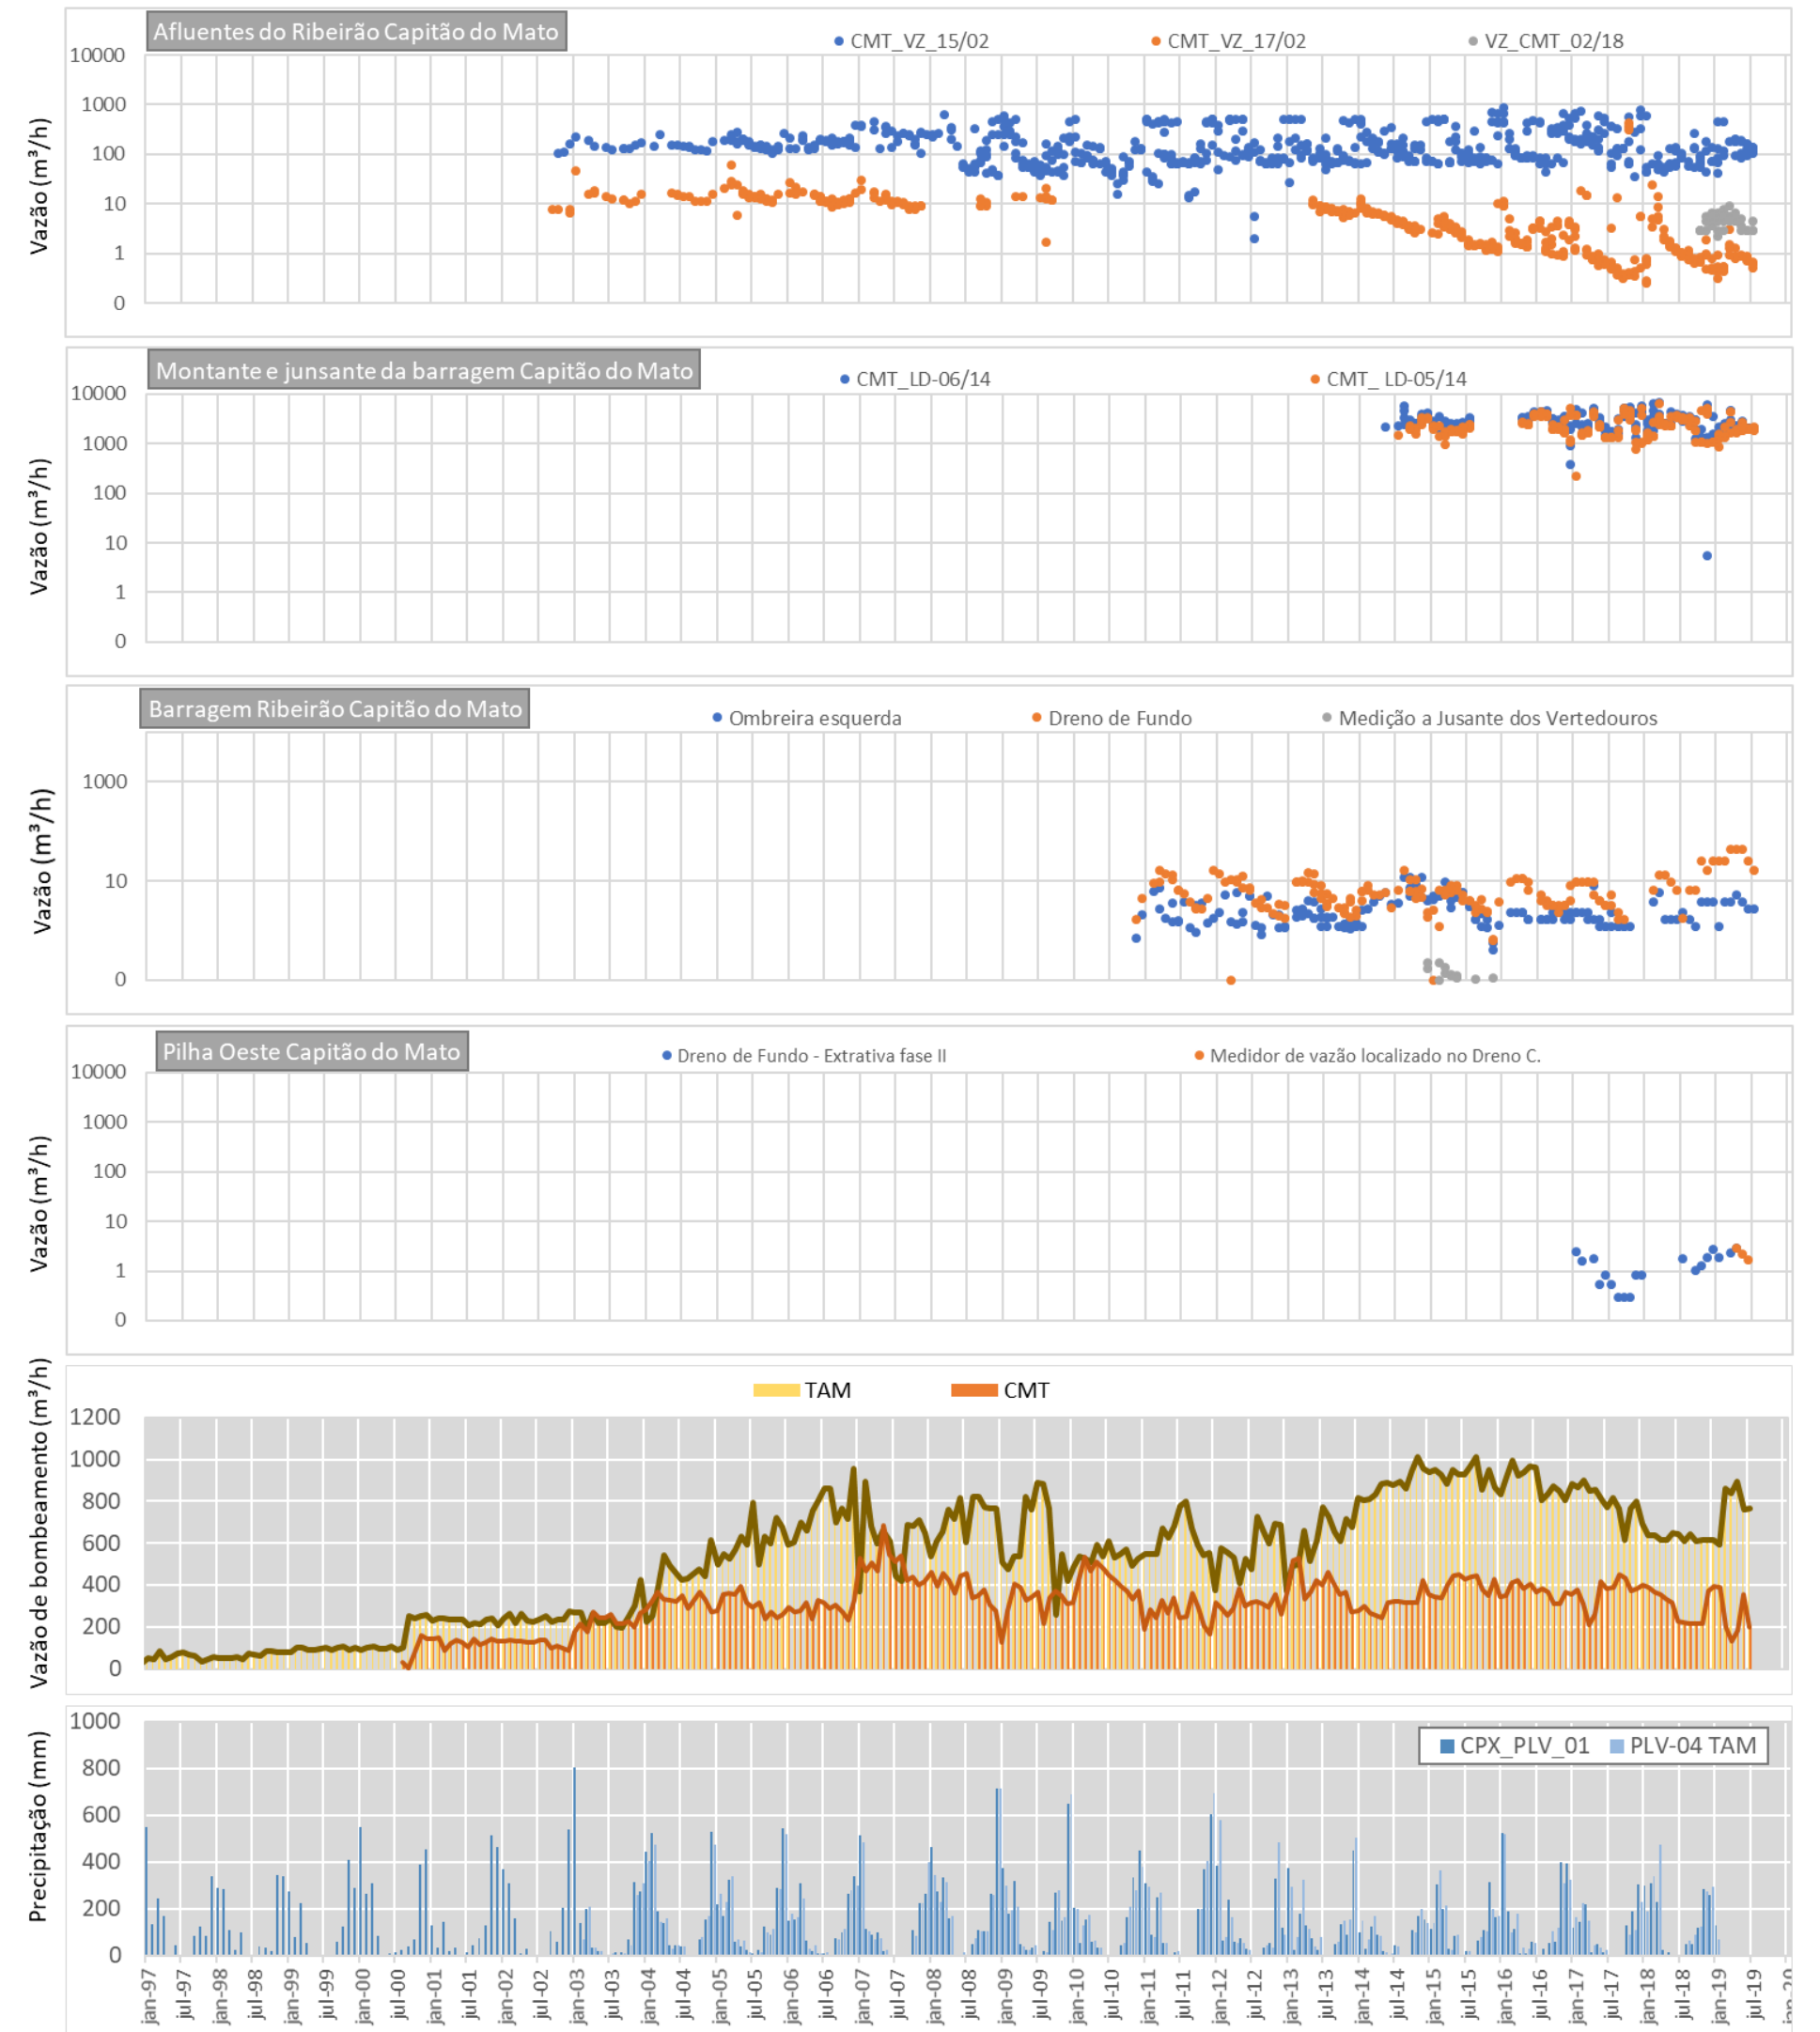 Afluentes do Ribeirão Capitão do Mato
CMT_VZ_15/02 CMT_VZ_17/02 VZ_CMT_02/18
Vazão (m³/h)
10000
1000
100
10
1
0
Montante e junsante da barragem Capitão do Mato
CMT_LD-06/14 CMT_ LD-05/14
Vazão (m³/h)
10000
1000
100
10
1
0
Barragem Ribeirão Capitão do Mato
Ombreira esquerda Dreno de Fundo Medição a Jusante dos Vertedouros
Vazão (m³/h)
1000
10
0
Pilha Oeste Capitão do Mato
Dreno de Fundo - Extrativa fase II Medidor de vazão localizado no Dreno C.
Vazão (m³/h)
10000
1000
100
10
1
0
TAM CMT
Vazão de bombeamento (m³/h)
1200
1000
800
600
400
200
0
CPX_PLV_01 PLV-04 TAM
Precipitação (mm)
1000
800
600
400
200
0
jan-97
jul-97
jan-98
jul-98
jan-99
jul-99
jan-00
jul-00
jan-01
jul-01
jan-02
jul-02
jan-03
jul-03
jan-04
jul-04
jan-05
jul-05
jan-06
jul-06
jan-07
jul-07
jan-08
jul-08
jan-09
jul-09
jan-10
jul-10
jan-11
jul-11
jan-12
jul-12
jan-13
jul-13
jan-14
jul-14
jan-15
jul-15
jan-16
jul-16
jan-17
jul-17
jan-18
jul-18
jan-19
jul-19